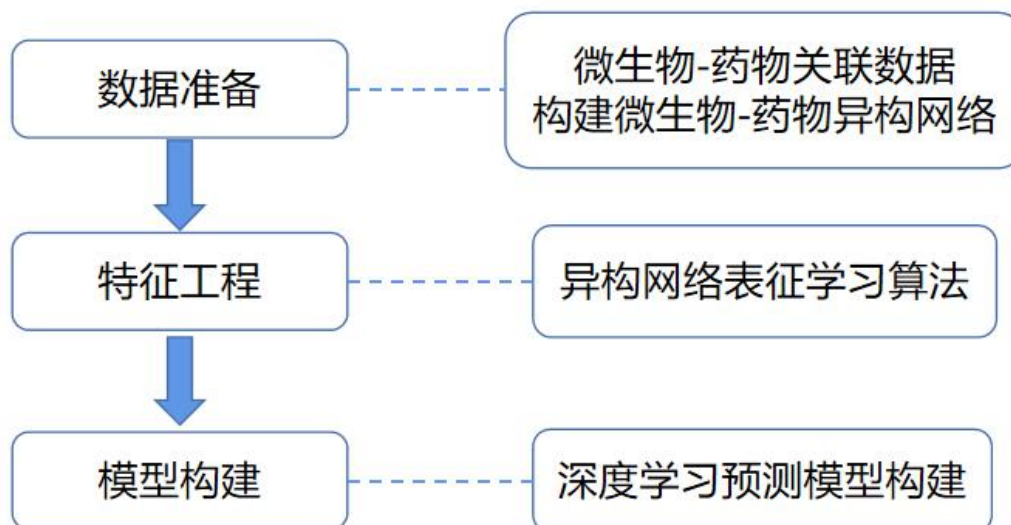 数据准备
微生物-药物关联数据
构建微生物-药物异构网络
特征工程
异构网络表征学习算法
模型构建
深度学习预测模型构建